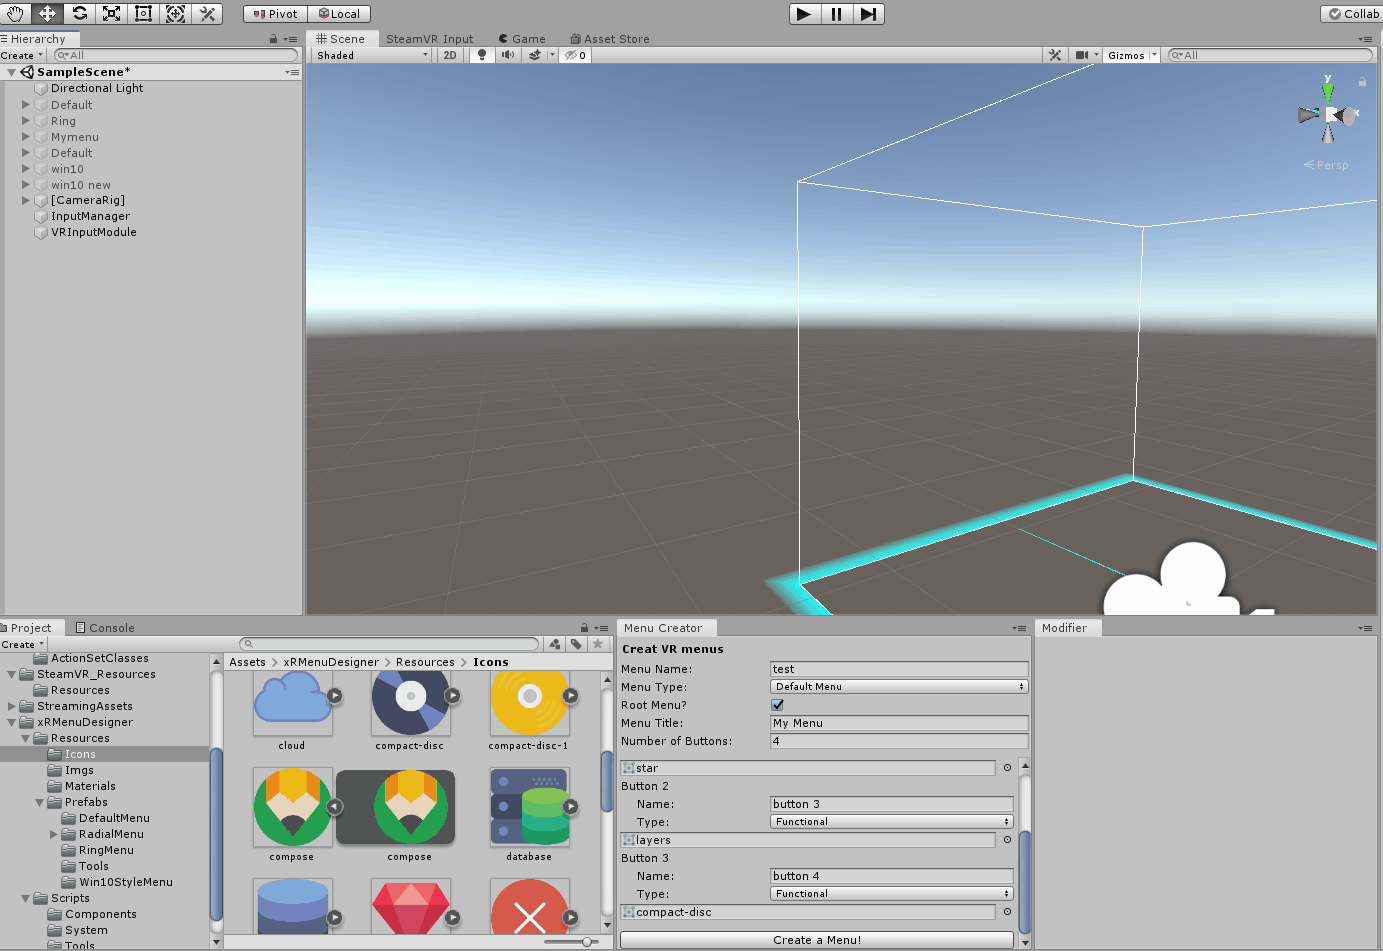 Pivot Local Collab
Hierarchy
Create All
SampleScene*
Directional Light
Default
Ring
Mymenu
Default
win10
win10 new
[CameraRig]
InputManager
VRInputModule
Scene SteamVR Input Game Asset Store
Shaded 2D 0 Gizmos All
y
x
Persp
Project Console
Create
ActionSetClasses
SteamVR_Resources
Resources
StreamingAssets
xRMenuDesigner
Resources
Icons
Imgs
Materials
Prefabs
DefaultMenu
RadialMenu
RingMenu
Tools
Win10StyleMenu
Scripts
Components
System
Tools
Assets > xRMenuDesigner > Resources > Icons
cloud compact-disc compact-disc-1
compose compose database
Menu Creator
Creat VR menus
Menu Name: test
Menu Type: Default Menu
Root Menu?
Menu Title: My Menu
Number of Buttons: 4
star
Button 2
Name: button 3
Type: Functional
layers
Button 3
Name: button 4
Type: Functional
compact-disc
Create a Menu!
Modifier